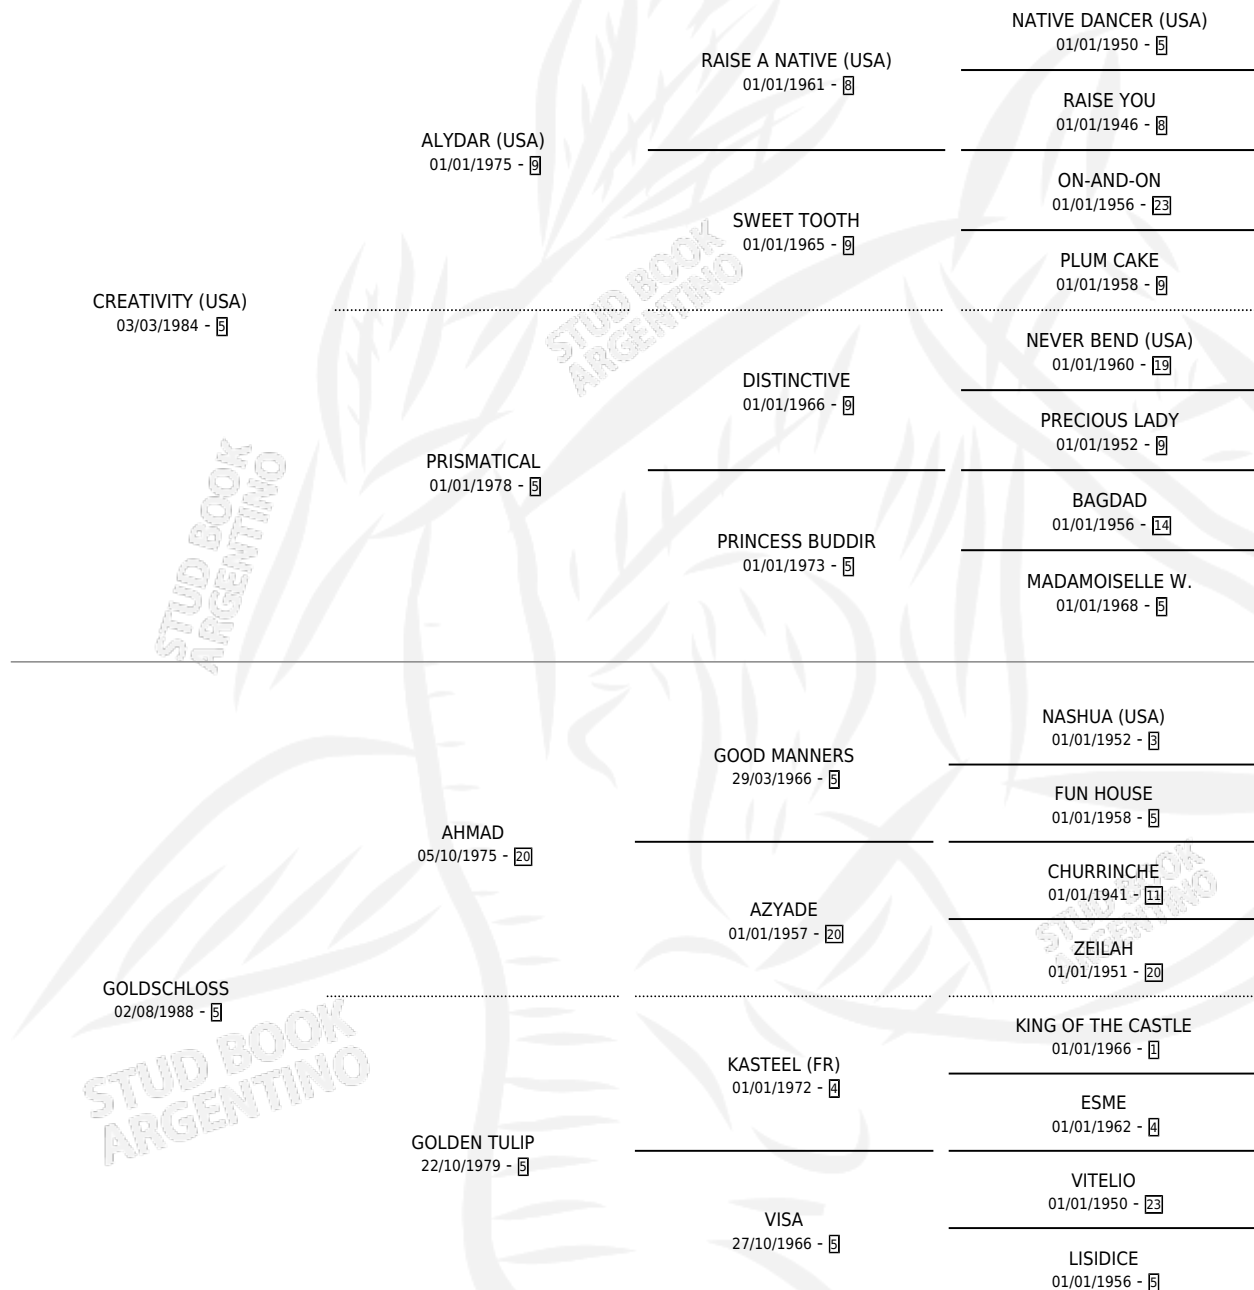 NATIVE DANCER (USA)
01/01/1950 - 5
RAISE A NATIVE (USA)
01/01/1961 - 8
RAISE YOU
01/01/1946 - 8
ALYDAR (USA)
01/01/1975 - 9
ON-AND-ON
01/01/1956 - 23
SWEET TOOTH
01/01/1965 - 9
PLUM CAKE
01/01/1958 - 9
CREATIVITY (USA)
03/03/1984 - 5
NEVER BEND (USA)
01/01/1960 - 19
DISTINCTIVE
01/01/1966 - 9
PRECIOUS LADY
01/01/1952 - 9
PRISMATICAL
01/01/1978 - 5
BAGDAD
01/01/1956 - 14
PRINCESS BUDDIR
01/01/1973 - 5
MADAMOISELLE W.
01/01/1968 - 5
NASHUA (USA)
01/01/1952 - 3
GOOD MANNERS
29/03/1966 - 5
FUN HOUSE
01/01/1958 - 5
AHMAD
05/10/1975 - 20
CHURRINCHE
01/01/1941 - 11
AZYADE
01/01/1957 - 20
ZEILAH
01/01/1951 - 20
GOLDSCHLOSS
02/08/1988 - 5
KING OF THE CASTLE
01/01/1966 - 1
KASTEEL (FR)
01/01/1972 - 4
ESME
01/01/1962 - 4
GOLDEN TULIP
22/10/1979 - 5
VITELIO
01/01/1950 - 23
VISA
27/10/1966 - 5
LISIDICE
01/01/1956 - 5
STUD BOOK
ARGENTINO
STUD BOOK
ARGENTINO
STUD BOOK
ARGENTINO
STUD BOOK
ARGENTINO